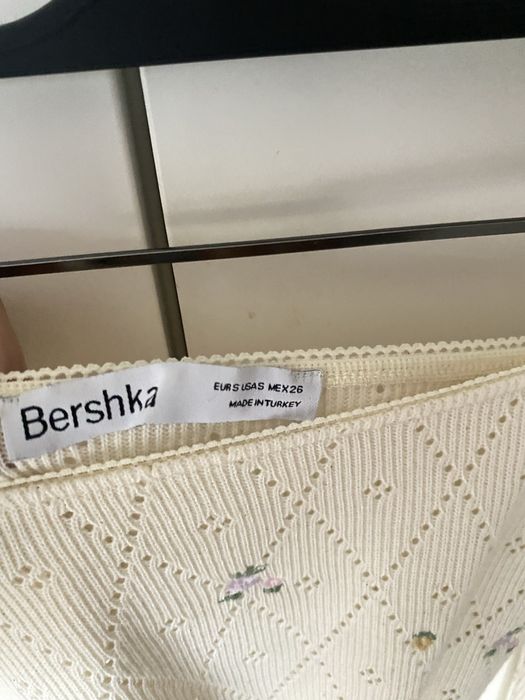 Bershka
EUR S USA S MEX 26
MADE IN TURKEY